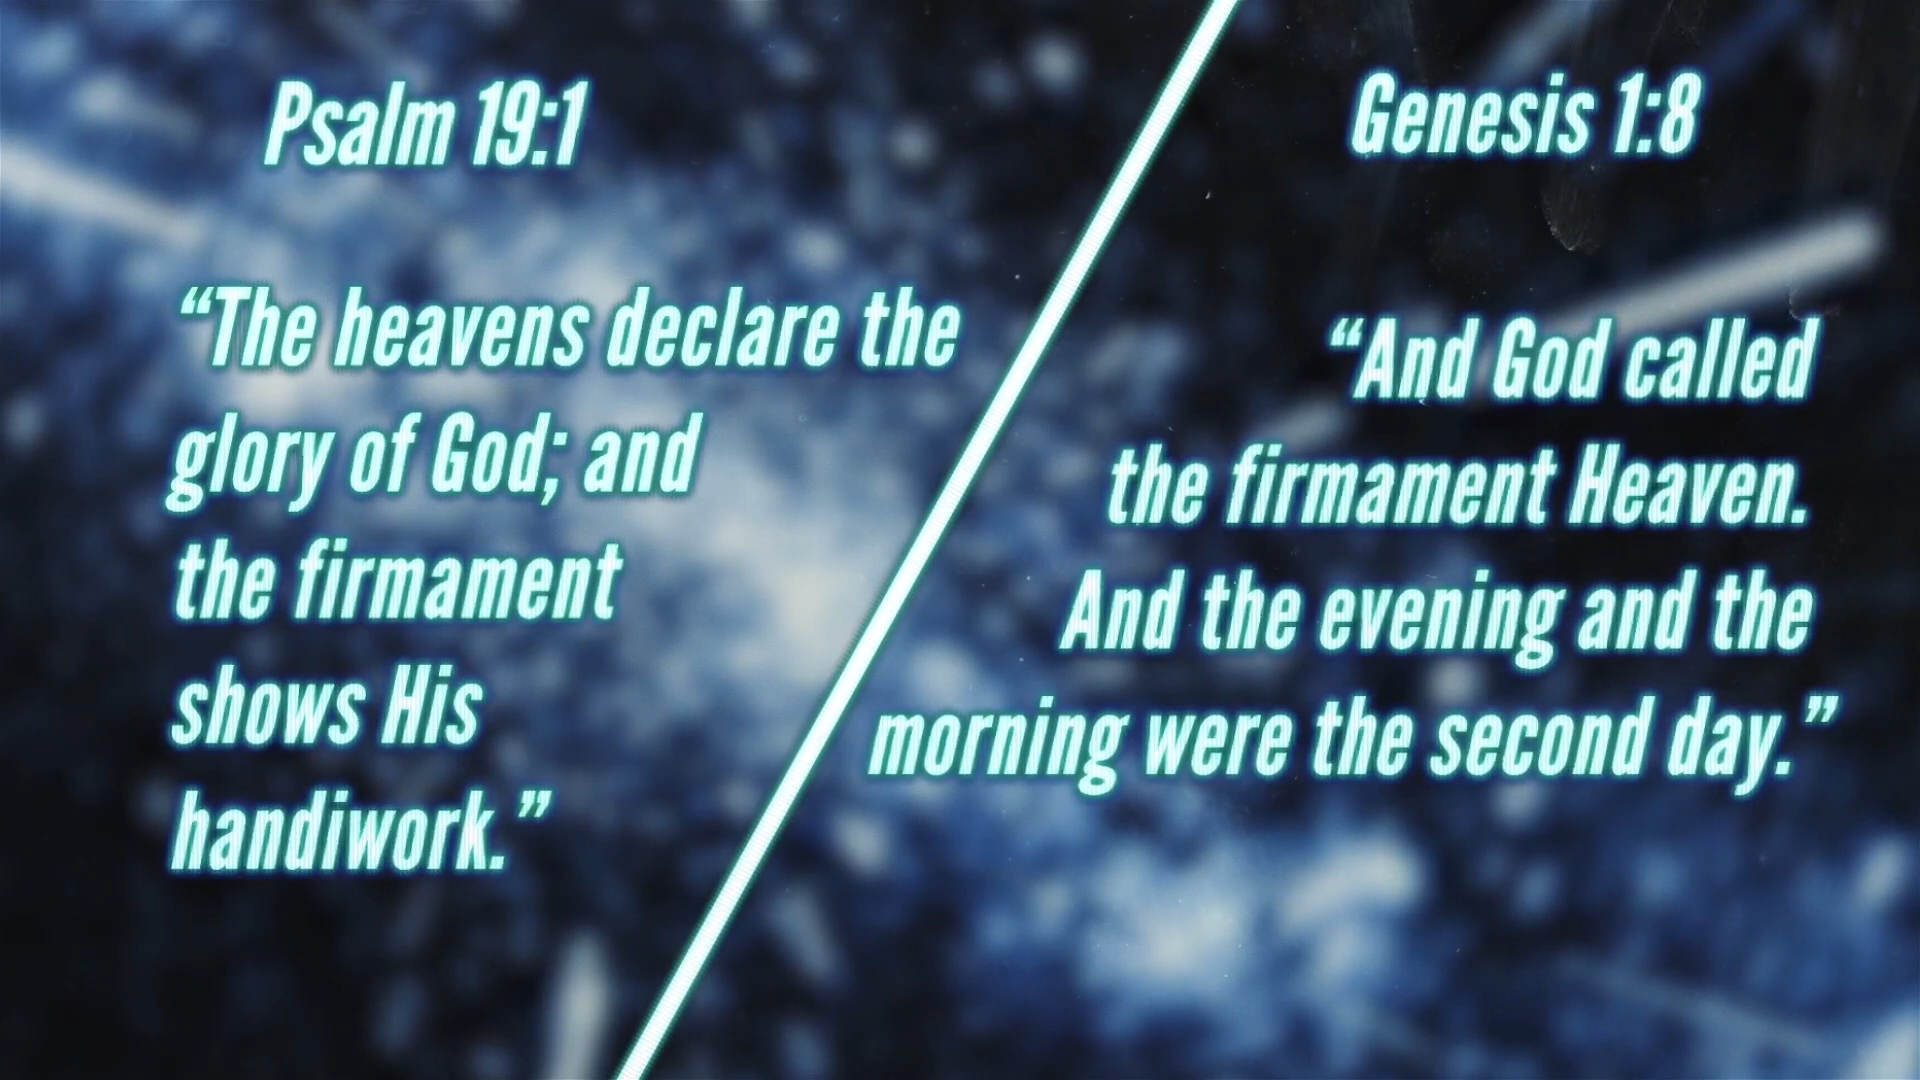 Psalm 19:1
“The heavens declare the
glory of God; and
the firmament
shows His
handiwork.”
Genesis 1:8
“And God called
the firmament Heaven.
And the evening and the
morning were the second day.”